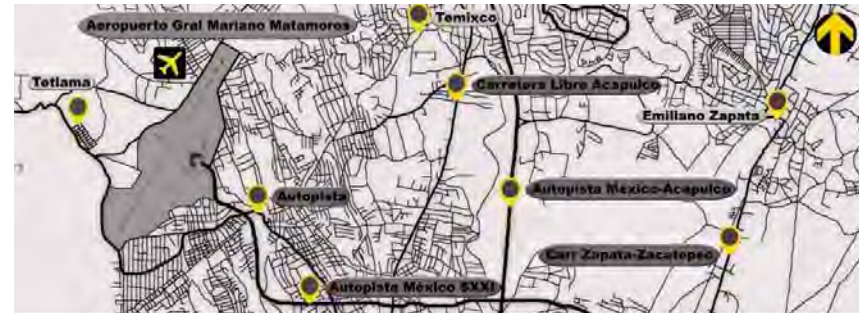 Aeropuerto Gral Mariano Matamoros
Temixco
Tetlama
Carretera Libre Acapulco
Emiliano Zapata
Autopista
Autopista México-Acapulco
Carr Zapata-Zacatepec
Autopista México SXXI